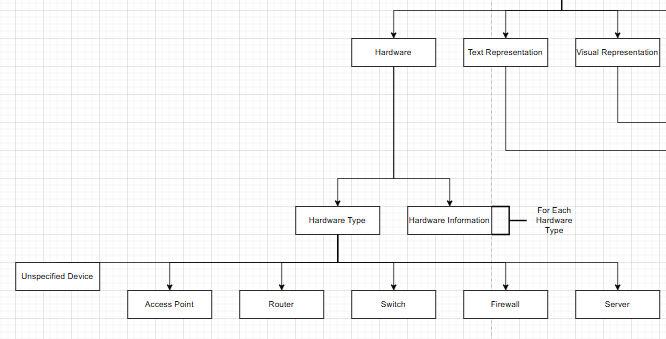 Hardware
Text Representation
Visual Representation
Hardware Type
Hardware Information
For Each
Hardware
Type
Unspecified Device
Access Point
Router
Switch
Firewall
Server